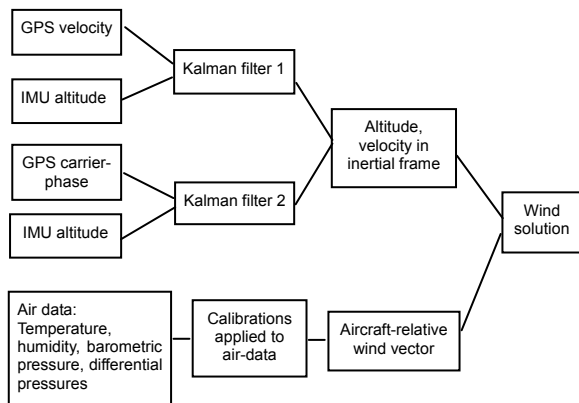 GPS velocity
IMU altitude
Kalman filter 1
GPS carrier-
phase
IMU altitude
Kalman filter 2
Altitude,
velocity in
inertial frame
Wind
solution
Air data:
Temperature,
humidity, barometric
pressure, differential
pressures
Calibrations
applied to
air-data
Aircraft-relative
wind vector